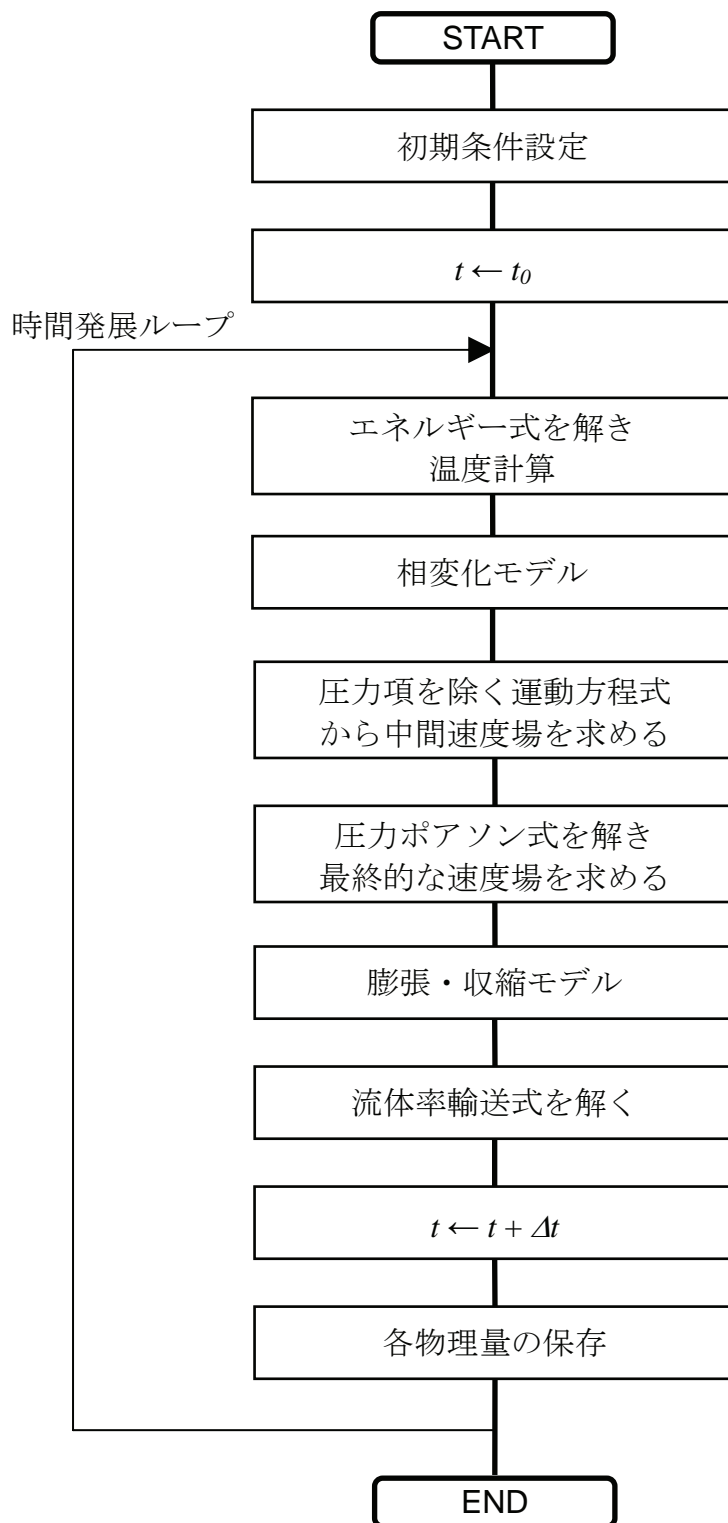 START
初期条件設定
t ← t0
時間発展ループ
エネルギー式を解き
温度計算
相変化モデル
圧力項を除く運動方程式
から中間速度場を求める
圧力ポアソン式を解き
最終的な速度場を求める
膨張・収縮モデル
流体率輸送式を解く
t ← t + Δt
各物理量の保存
END